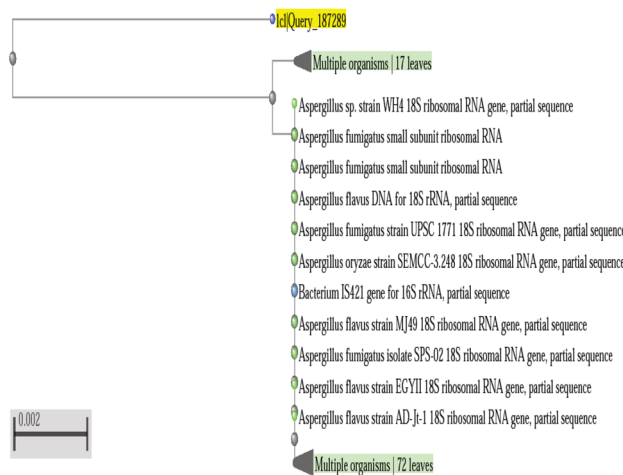 lcl|Query_187289
Multiple organisms | 17 leaves
Aspergillus sp. strain WH4 18S ribosomal RNA gene, partial sequence
Aspergillus fumigatus small subunit ribosomal RNA
Aspergillus fumigatus small subunit ribosomal RNA
Aspergillus flavus DNA for 18S rRNA, partial sequence
Aspergillus fumigatus strain UPSC 1771 18S ribosomal RNA gene, partial sequence
Aspergillus oryzae strain SEMCC-3.248 18S ribosomal RNA gene, partial sequence
Bacterium IS421 gene for 16S rRNA, partial sequence
Aspergillus flavus strain MJ49 18S ribosomal RNA gene, partial sequence
Aspergillus fumigatus isolate SPS-02 18S ribosomal RNA gene, partial sequence
Aspergillus flavus strain EGYII 18S ribosomal RNA gene, partial sequence
Aspergillus flavus strain AD-Jt-1 18S ribosomal RNA gene, partial sequence
0.002
Multiple organisms | 72 leaves